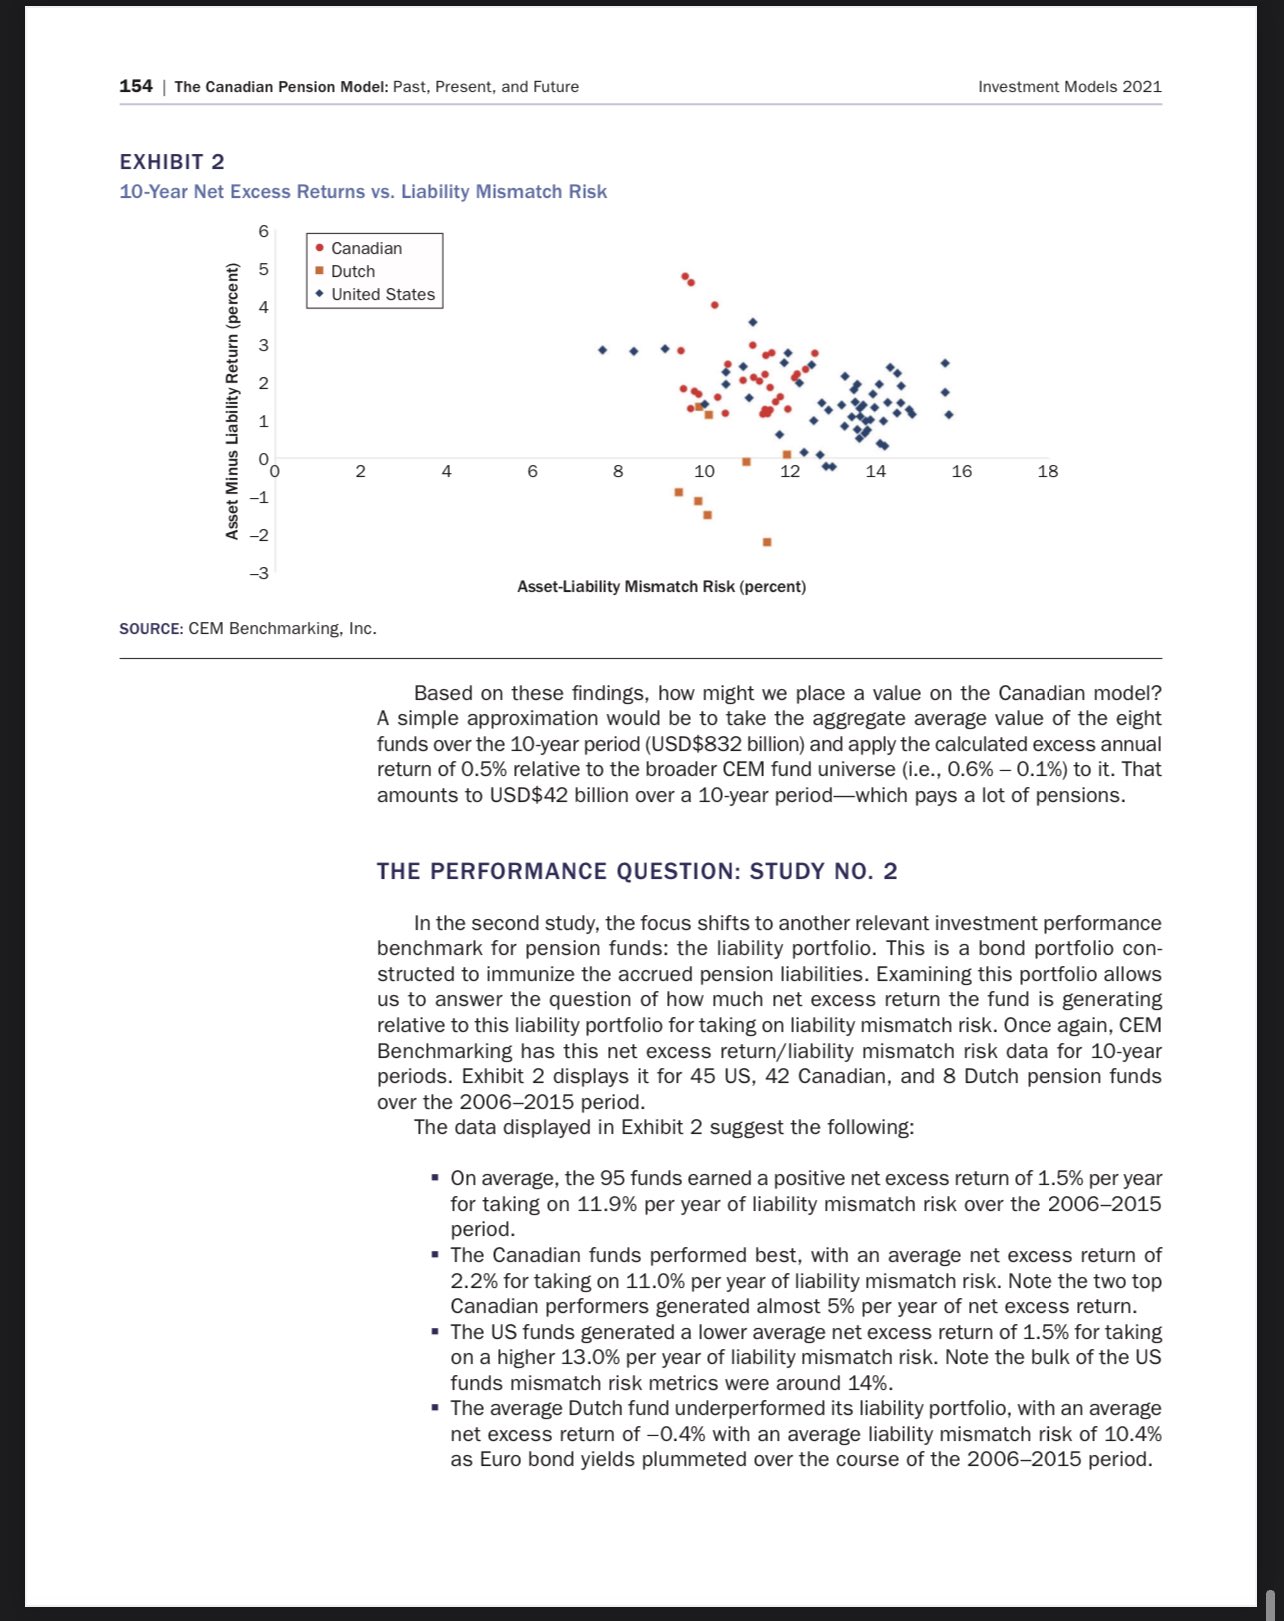 154 | The Canadian Pension Model: Past, Present, and Future
Investment Models 2021
EXHIBIT 2
10-Year Net Excess Returns vs. Liability Mismatch Risk
Asset Minus Liability Return (percent)
6
5
4
3
2
1
0
–1
–2
–3
Canadian
Dutch
United States
0 2 4 6 8 10 12 14 16 18
Asset-Liability Mismatch Risk (percent)
SOURCE: CEM Benchmarking, Inc.
Based on these findings, how might we place a value on the Canadian model?
A simple approximation would be to take the aggregate average value of the eight
funds over the 10-year period (USD$832 billion) and apply the calculated excess annual
return of 0.5% relative to the broader CEM fund universe (i.e., 0.6% – 0.1%) to it. That
amounts to USD$42 billion over a 10-year period—which pays a lot of pensions.
THE PERFORMANCE QUESTION: STUDY NO. 2
In the second study, the focus shifts to another relevant investment performance
benchmark for pension funds: the liability portfolio. This is a bond portfolio con-
structed to immunize the accrued pension liabilities. Examining this portfolio allows
us to answer the question of how much net excess return the fund is generating
relative to this liability portfolio for taking on liability mismatch risk. Once again, CEM
Benchmarking has this net excess return/liability mismatch risk data for 10-year
periods. Exhibit 2 displays it for 45 US, 42 Canadian, and 8 Dutch pension funds
over the 2006–2015 period.
The data displayed in Exhibit 2 suggest the following:
▪ On average, the 95 funds earned a positive net excess return of 1.5% per year
for taking on 11.9% per year of liability mismatch risk over the 2006–2015
period.
▪ The Canadian funds performed best, with an average net excess return of
2.2% for taking on 11.0% per year of liability mismatch risk. Note the two top
Canadian performers generated almost 5% per year of net excess return.
▪ The US funds generated a lower average net excess return of 1.5% for taking
on a higher 13.0% per year of liability mismatch risk. Note the bulk of the US
funds mismatch risk metrics were around 14%.
▪ The average Dutch fund underperformed its liability portfolio, with an average
net excess return of –0.4% with an average liability mismatch risk of 10.4%
as Euro bond yields plummeted over the course of the 2006–2015 period.